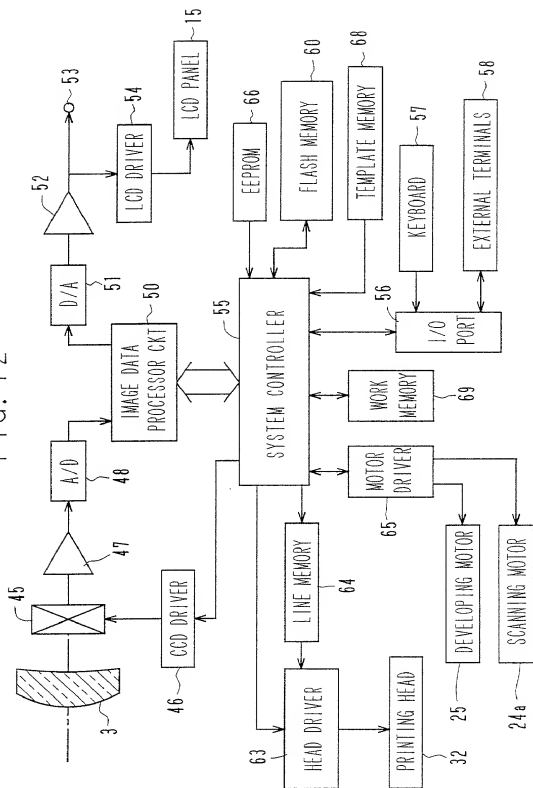 FIG. 12
3
45
47
A/D
48
IMAGE DATA
PROCESSOR CKT
50
D/A
51
52
53
LCD DRIVER
54
LCD PANEL
15
CCD DRIVER
46
SYSTEM CONTROLLER
55
EEPROM
66
FLASH MEMORY
60
TEMPLATE MEMORY
68
HEAD DRIVER
63
LINE MEMORY
64
MOTOR
DRIVER
65
WORK
MEMORY
69
I/O
PORT
56
KEYBOARD
57
EXTERNAL TERMINALS
58
PRINTING HEAD
32
DEVELOPING MOTOR
25
SCANNING MOTOR
24a